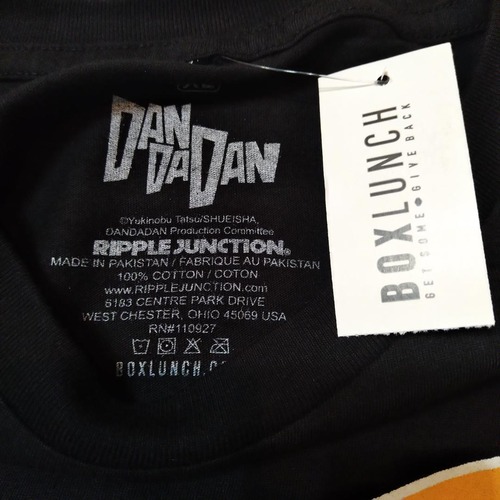 DAN
DA DAN
©Yukinobu Tatsu/SHUEISHA,
DANDADAN Production Committee
RIPPLE JUNCTION®
MADE IN PAKISTAN / FABRIQUE AU PAKISTAN
100% COTTON / COTON
www.RIPPLEJUNCTION.com
6183 CENTRE PARK DRIVE
WEST CHESTER, OHIO 45069 USA
RN#110927
BOXLUNCH
GET SOME GIVE BACK